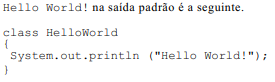 Hello World! na saída padrão é a seguinte.
class HelloWorld
{
System.out.println ("Hello World!");
}